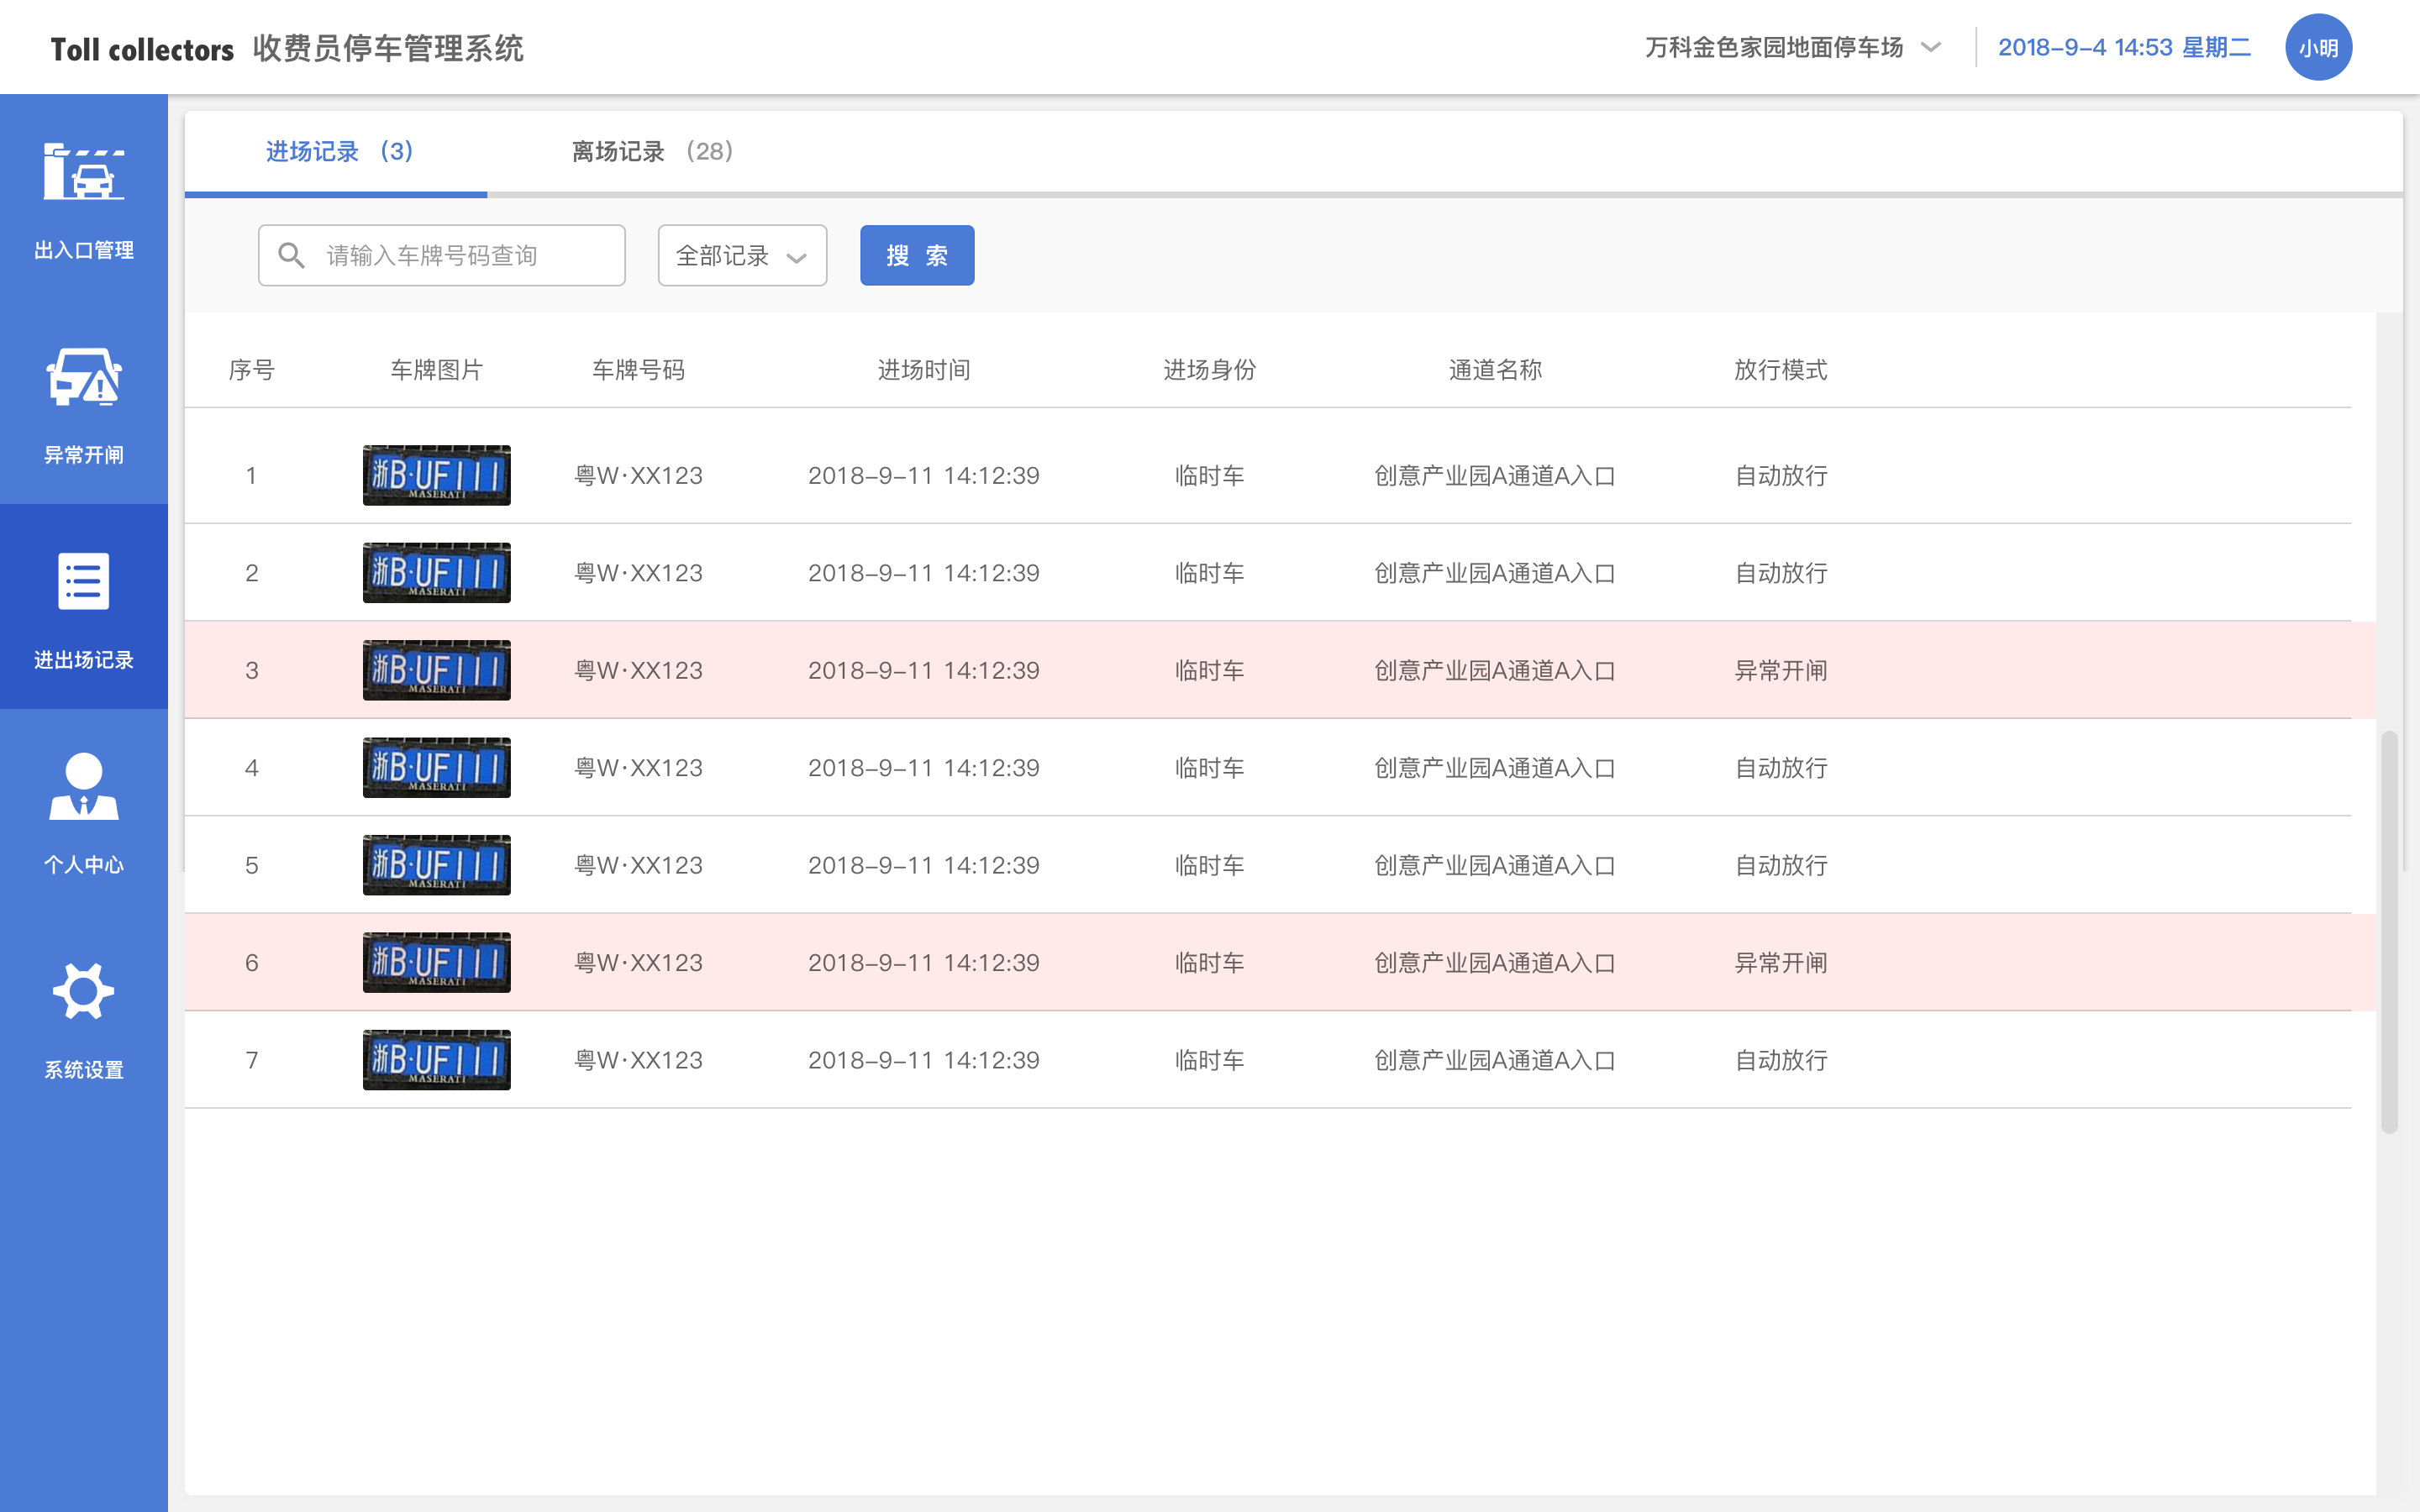 Toll collectors 收费员停车管理系统
万科金色家园地面停车场
2018-9-4 14:53 星期二
小明
出入口管理
异常开闸
进出场记录
个人中心
系统设置
进场记录 (3)
离场记录 (28)
请输入车牌号码查询
全部记录
搜 索
序号 车牌图片 车牌号码 进场时间 进场身份 通道名称 放行模式
1 浙B·UF111 MASERATI 粤W·XX123 2018-9-11 14:12:39 临时车 创意产业园A通道A入口 自动放行
2 浙B·UF111 MASERATI 粤W·XX123 2018-9-11 14:12:39 临时车 创意产业园A通道A入口 自动放行
3 浙B·UF111 MASERATI 粤W·XX123 2018-9-11 14:12:39 临时车 创意产业园A通道A入口 异常开闸
4 浙B·UF111 MASERATI 粤W·XX123 2018-9-11 14:12:39 临时车 创意产业园A通道A入口 自动放行
5 浙B·UF111 MASERATI 粤W·XX123 2018-9-11 14:12:39 临时车 创意产业园A通道A入口 自动放行
6 浙B·UF111 MASERATI 粤W·XX123 2018-9-11 14:12:39 临时车 创意产业园A通道A入口 异常开闸
7 浙B·UF111 MASERATI 粤W·XX123 2018-9-11 14:12:39 临时车 创意产业园A通道A入口 自动放行